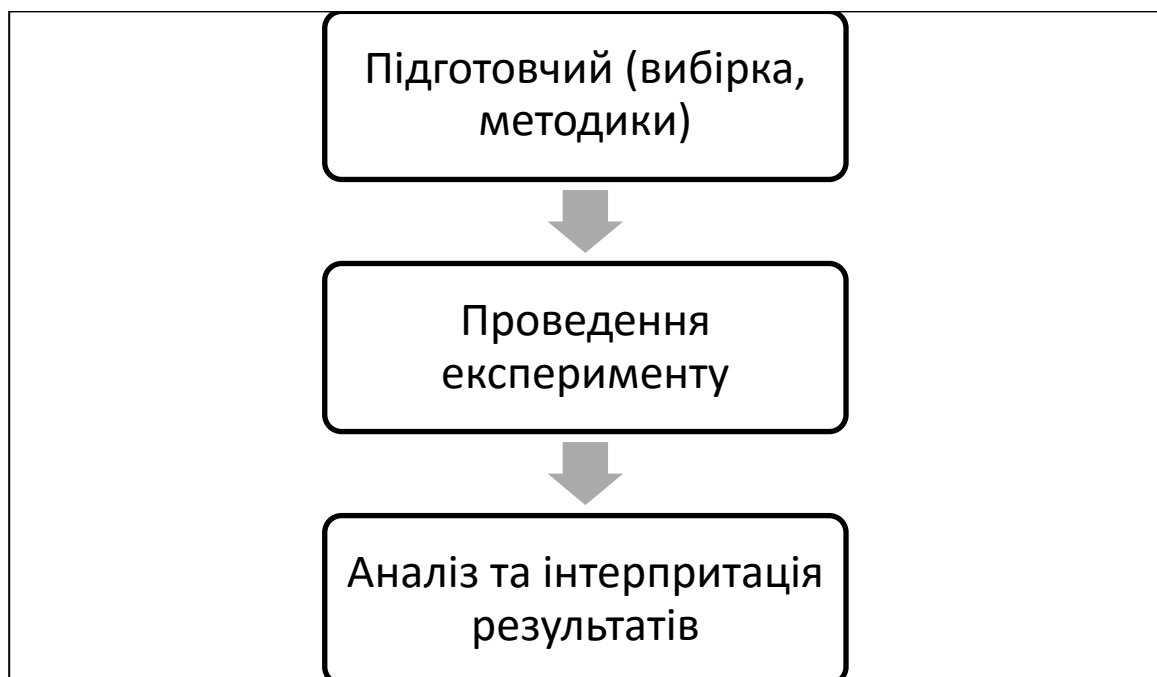 Підготовчий (вибірка,
методики)
Проведення
експерименту
Аналіз та інтерпритація
результатів